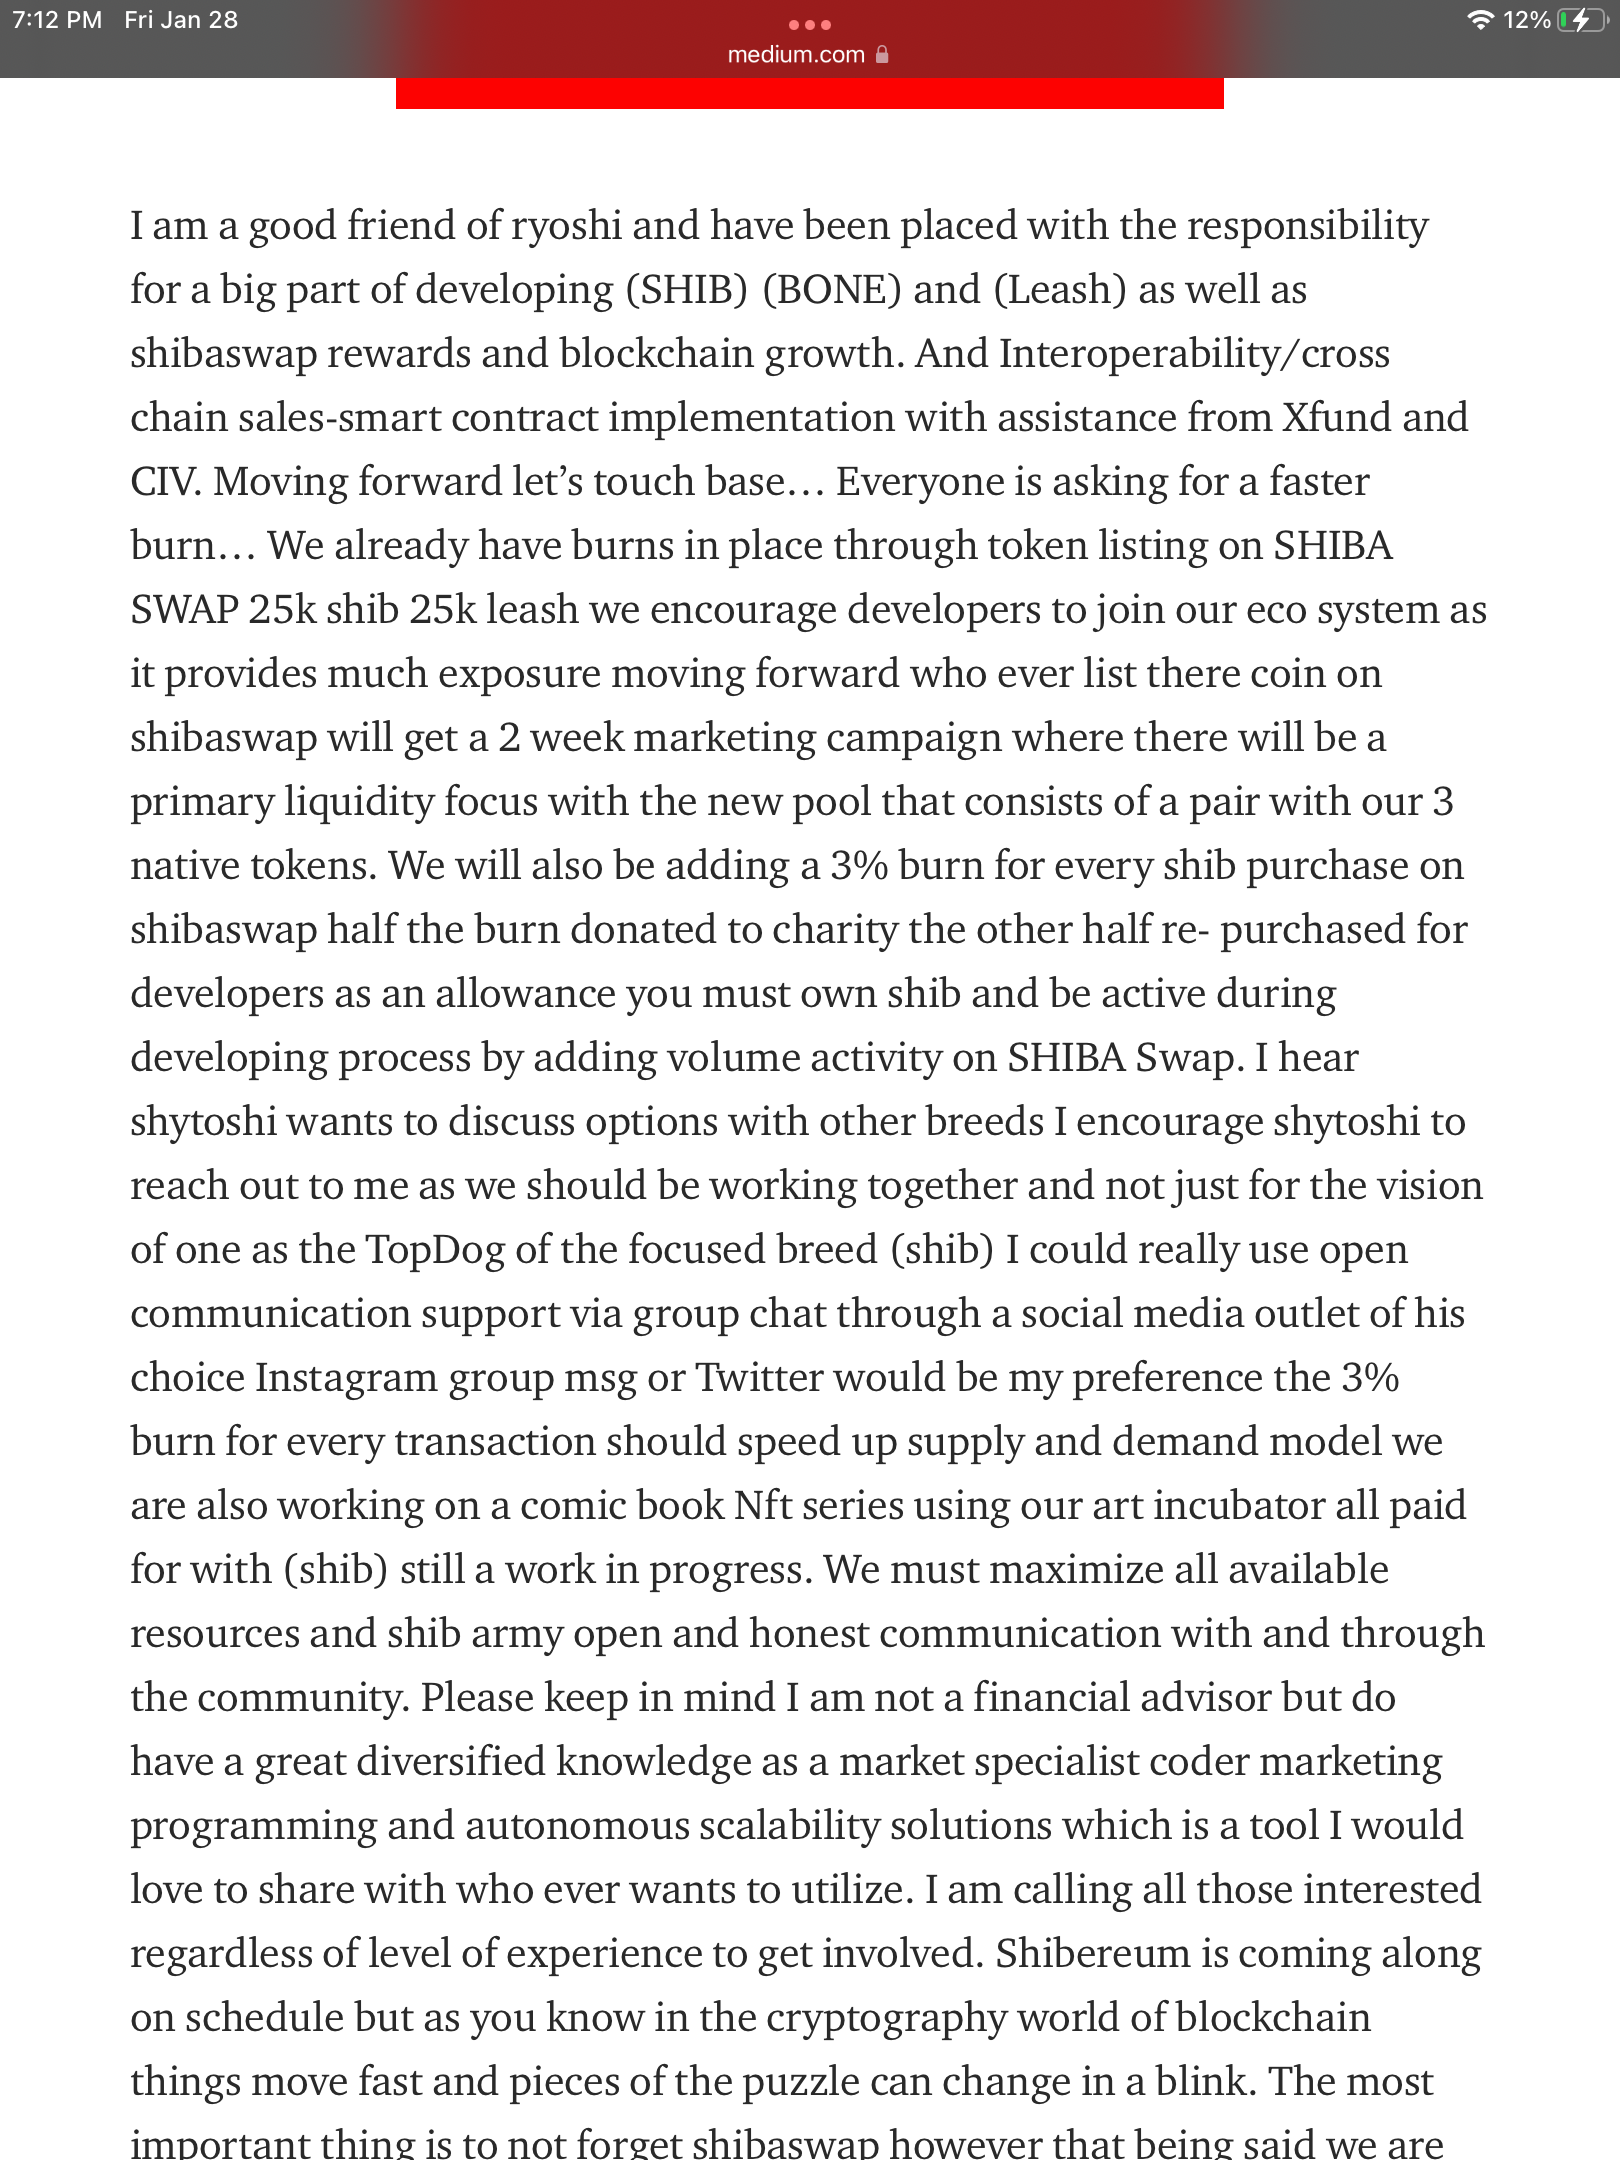 7:12 PM Fri Jan 28
12%
medium.com
I am a good friend of ryoshi and have been placed with the responsibility
for a big part of developing (SHIB) (BONE) and (Leash) as well as
shibaswap rewards and blockchain growth. And Interoperability/cross
chain sales-smart contract implementation with assistance from Xfund and
CIV. Moving forward let’s touch base… Everyone is asking for a faster
burn… We already have burns in place through token listing on SHIBA
SWAP 25k shib 25k leash we encourage developers to join our eco system as
it provides much exposure moving forward who ever list there coin on
shibaswap will get a 2 week marketing campaign where there will be a
primary liquidity focus with the new pool that consists of a pair with our 3
native tokens. We will also be adding a 3% burn for every shib purchase on
shibaswap half the burn donated to charity the other half re- purchased for
developers as an allowance you must own shib and be active during
developing process by adding volume activity on SHIBA Swap. I hear
shytoshi wants to discuss options with other breeds I encourage shytoshi to
reach out to me as we should be working together and not just for the vision
of one as the TopDog of the focused breed (shib) I could really use open
communication support via group chat through a social media outlet of his
choice Instagram group msg or Twitter would be my preference the 3%
burn for every transaction should speed up supply and demand model we
are also working on a comic book Nft series using our art incubator all paid
for with (shib) still a work in progress. We must maximize all available
resources and shib army open and honest communication with and through
the community. Please keep in mind I am not a financial advisor but do
have a great diversified knowledge as a market specialist coder marketing
programming and autonomous scalability solutions which is a tool I would
love to share with who ever wants to utilize. I am calling all those interested
regardless of level of experience to get involved. Shibereum is coming along
on schedule but as you know in the cryptography world of blockchain
things move fast and pieces of the puzzle can change in a blink. The most
important thing is to not forget shibaswap however that being said we are